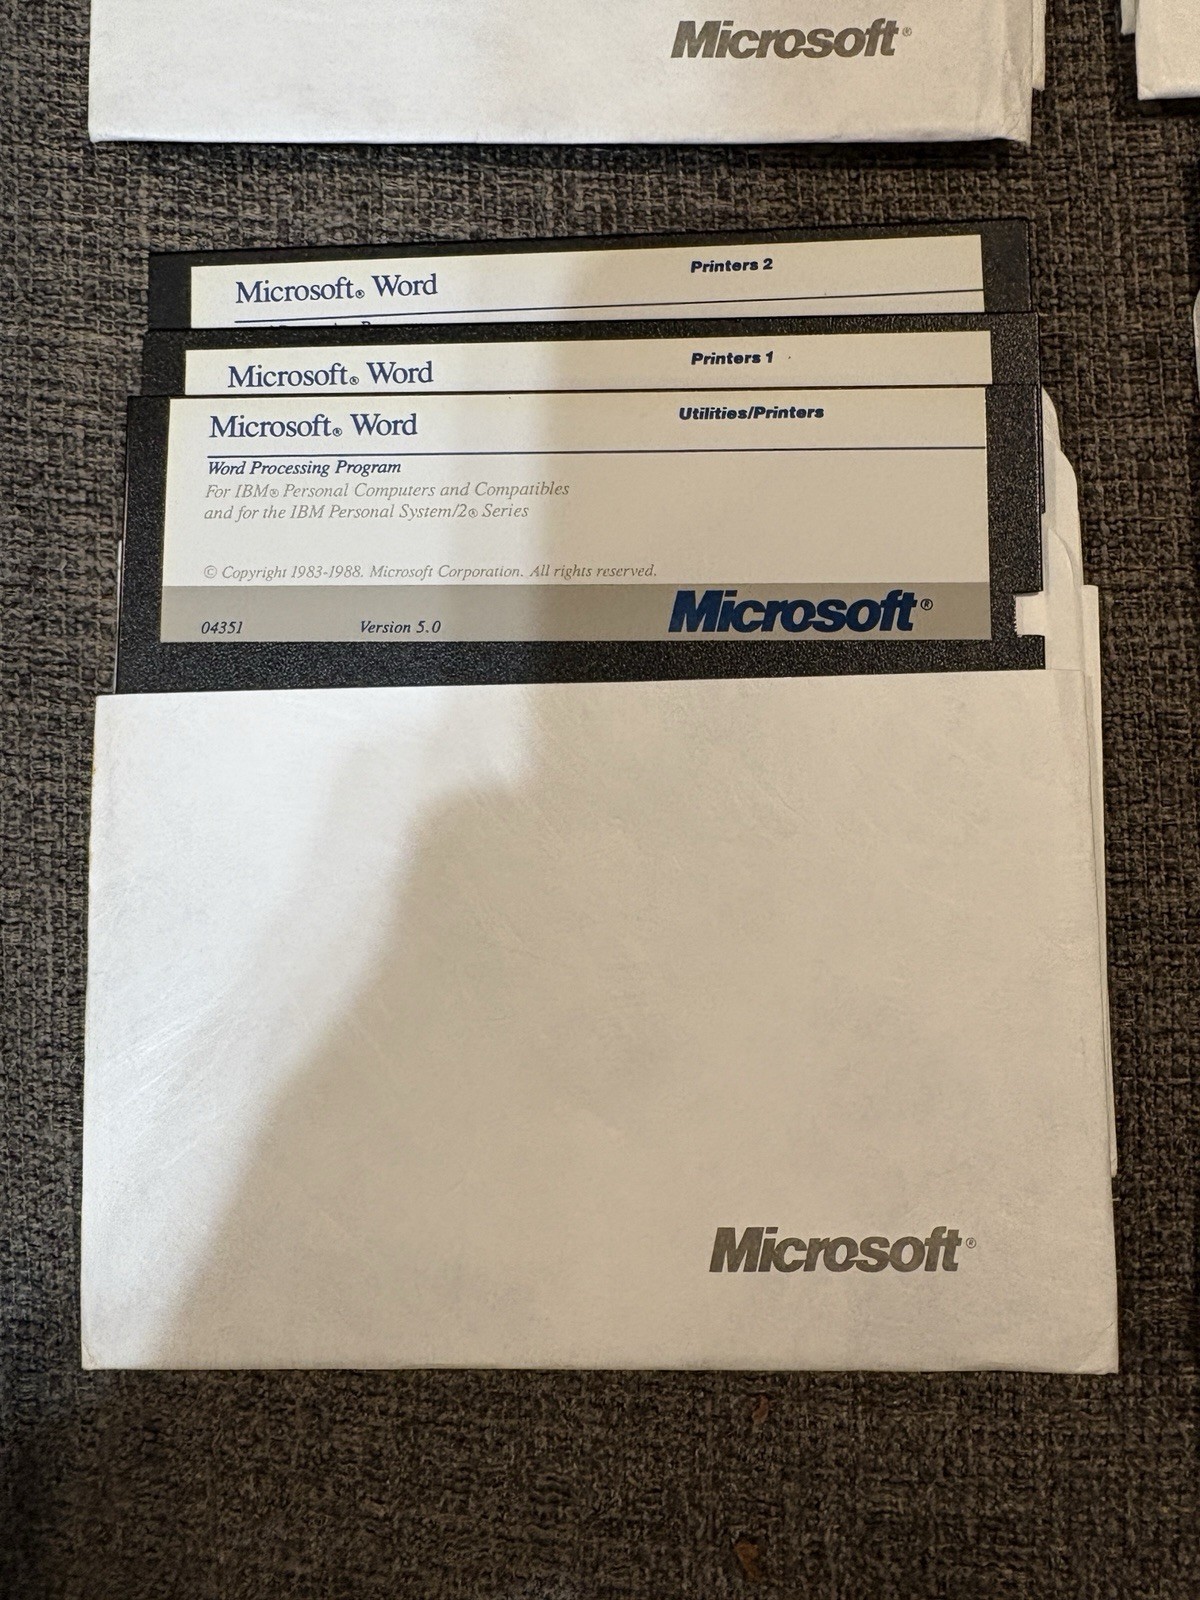 Microsoft®
Microsoft® Word
Printers 2
Microsoft® Word
Printers 1
Microsoft® Word
Utilities/Printers
Word Processing Program
For IBM® Personal Computers and Compatibles
and for the IBM Personal System/2® Series
© Copyright 1983-1988. Microsoft Corporation. All rights reserved.
04351
Version 5.0
Microsoft®
Microsoft®